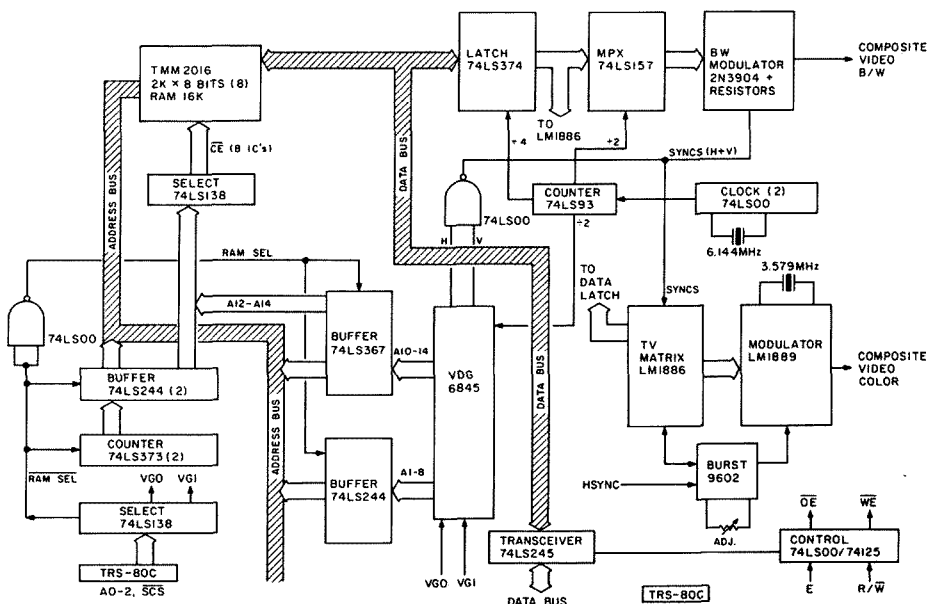 TMM2016
2K × 8 BITS (8)
RAM 16K
LATCH
74LS374
MPX
74LS157
BW
MODULATOR
2N3904 +
RESISTORS
COMPOSITE
VIDEO
B/W
TO
LM1886
÷4
÷2
SYNCS (H+V)
CE (8 IC's)
SELECT
74LS138
ADDRESS BUS
DATA BUS
74LS00
H
V
COUNTER
74LS93
÷2
CLOCK (2)
74LS00
6.144MHz
3.579MHz
RAM SEL
A12-A14
74LS00
BUFFER
74LS367
A10-14
VDG
6845
TO
DATA
LATCH
SYNCS
TV
MATRIX
LM1886
MODULATOR
LM1889
COMPOSITE
VIDEO
COLOR
BUFFER
74LS244 (2)
COUNTER
74LS373 (2)
RAM SEL
VG0
VG1
SELECT
74LS138
TRS-80C
A0-2, SCS
ADDRESS BUS
BUFFER
74LS244
A1-8
DATA BUS
HSYNC
BURST
9602
ADJ.
TRANSCEIVER
74LS245
VG0
VG1
DATA BUS
OE
WE
CONTROL
74LS00/74125
E
R/W
TRS-80C